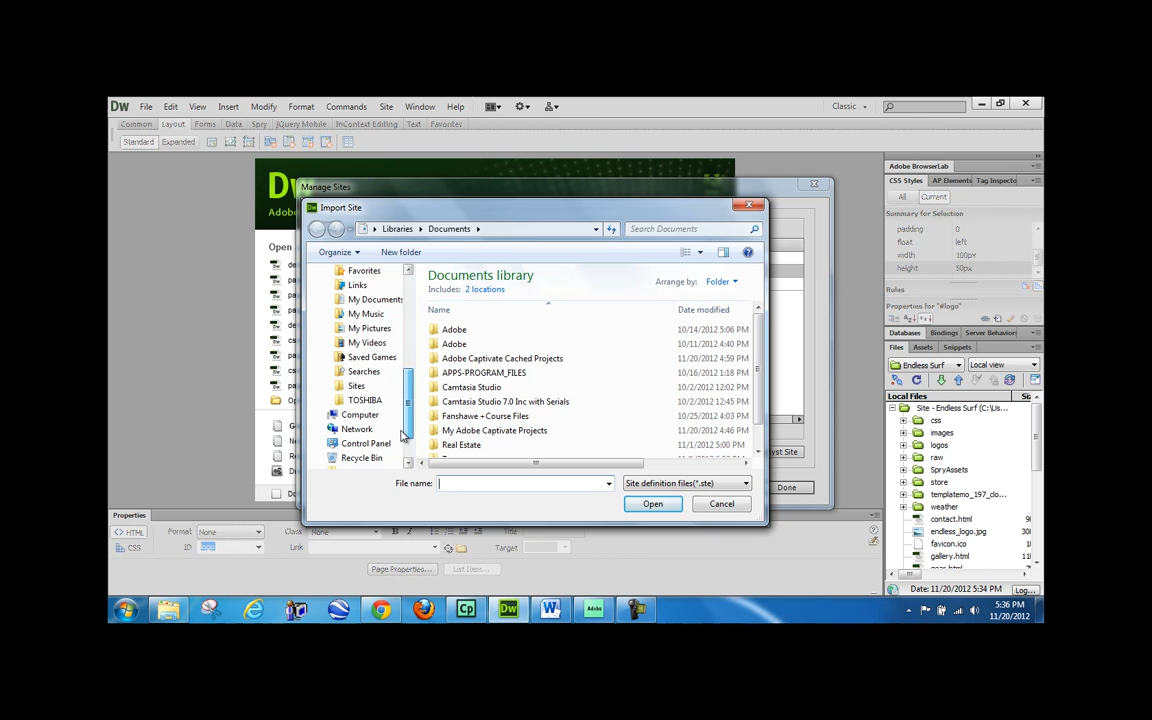 Dw File Edit View Insert Modify Format Commands Site Window Help Classic
Common Layout Forms Data Spry jQuery Mobile InContext Editing Text Favorites
Standard Expanded
Adobe BrowserLab
CSS Styles AP Elements Tag Inspecto
All Current
Summary for Selection
padding 0
float left
width 100px
height 50px
Rules
Properties for "#logo"
Databases Bindings Server Behavior
Files Assets Snippets
Endless Surf Local view
Local Files
Site - Endless Surf (C:\Us...
css
images
logos
raw
SpryAssets
store
templatemo_197_clo...
weather
contact.html
endless_logo.jpg
favicon.ico
gallery.html
Date: 11/20/2012 5:34 PM Log...
Manage Sites
Done
Import Site
Libraries Documents
Search Documents
Organize New folder
Favorites
Links
My Documents
My Music
My Pictures
My Videos
Saved Games
Searches
Sites
TOSHIBA
Computer
Network
Control Panel
Recycle Bin
Documents library
Includes: 2 locations
Arrange by: Folder
Name Date modified
Adobe 10/14/2012 5:06 PM
Adobe 10/11/2012 4:40 PM
Adobe Captivate Cached Projects 11/20/2012 4:59 PM
APPS-PROGRAM_FILES 10/16/2012 1:18 PM
Camtasia Studio 10/2/2012 12:02 PM
Camtasia Studio 7.0 Inc with Serials 10/2/2012 12:45 PM
Fanshawe +Course Files 10/25/2012 4:03 PM
My Adobe Captivate Projects 11/20/2012 4:46 PM
Real Estate 11/1/2012 5:00 PM
File name: Site definition files(*.ste)
Open Cancel
Properties
HTML Format None Class None Title
CSS ID logo Link Target
Page Properties... List Item...
Cp Dw W Adobe
5:36 PM
11/20/2012